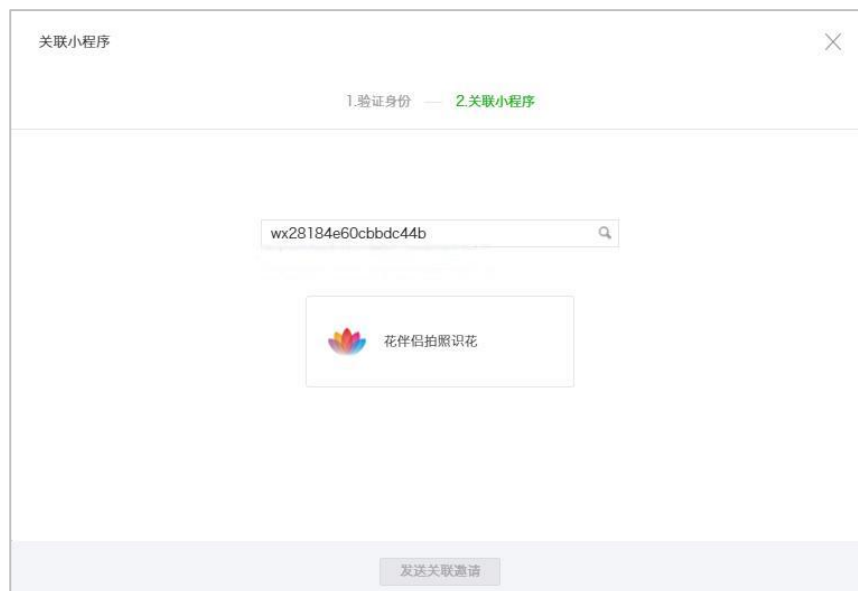 关联小程序
1.验证身份 — 2.关联小程序
wx28184e60cbbdc44b
花伴侣拍照识花
发送关联邀请